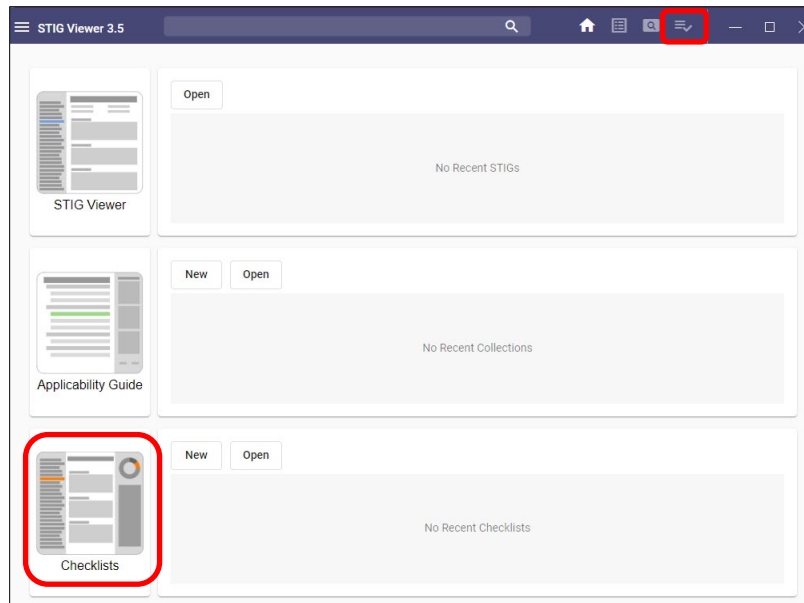 STIG Viewer 3.5
Open
No Recent STIGs
STIG Viewer
New Open
No Recent Collections
Applicability Guide
New Open
No Recent Checklists
Checklists